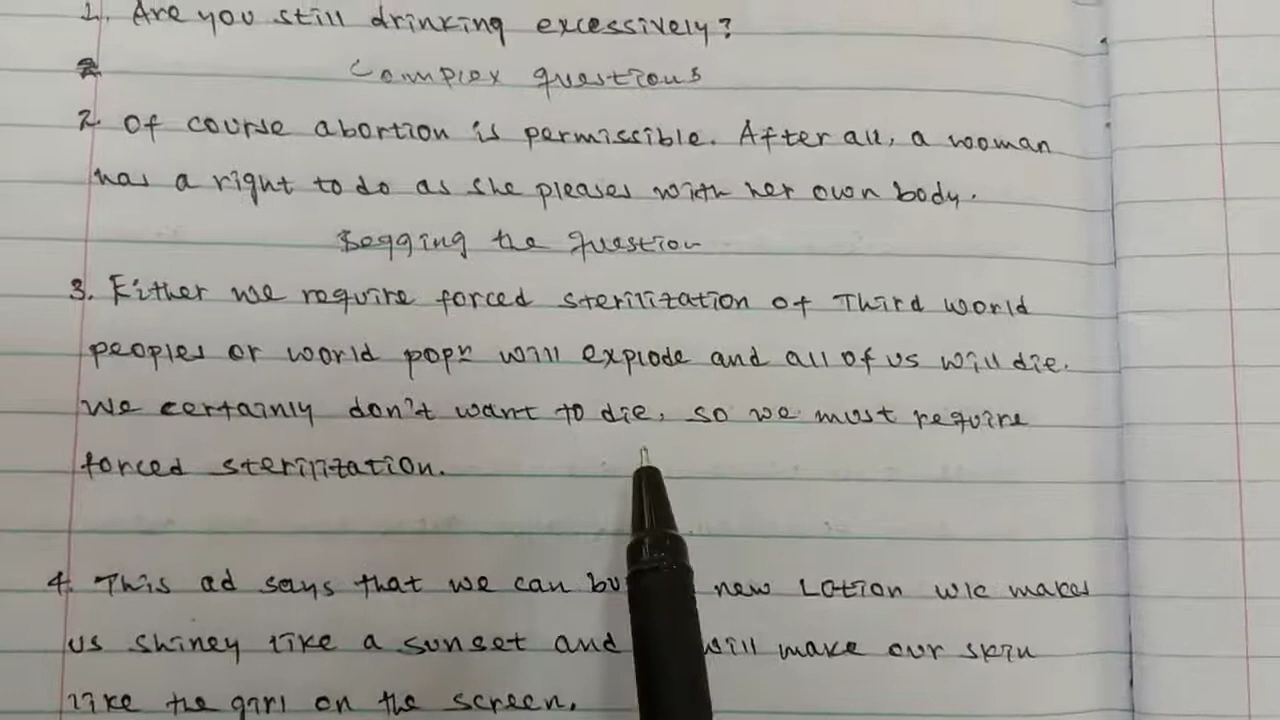 1. Are you still drinking excessively?
Complex questions
2. Of course abortion is permissible. After all, a wooman
has a right to do as she pleases with her own body.
Begging the question
3. Either we require forced sterilization of Third world
peoples or world popn will explode and all of us will die.
We certainly don't want to die, so we must require
forced sterilization.
4. This ad says that we can bu new Lotion wic makes
us shiney like a sunset and will make our skin
like the girl on the screen.